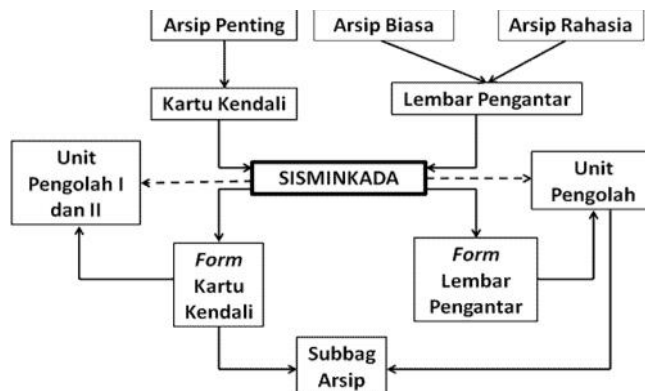 Arsip Penting
Arsip Biasa
Arsip Rahasia
Kartu Kendali
Lembar Pengantar
Unit
Pengolah I
dan II
SISMINKADA
Unit
Pengolah
Form
Kartu
Kendali
Form
Lembar
Pengantar
Subbag
Arsip